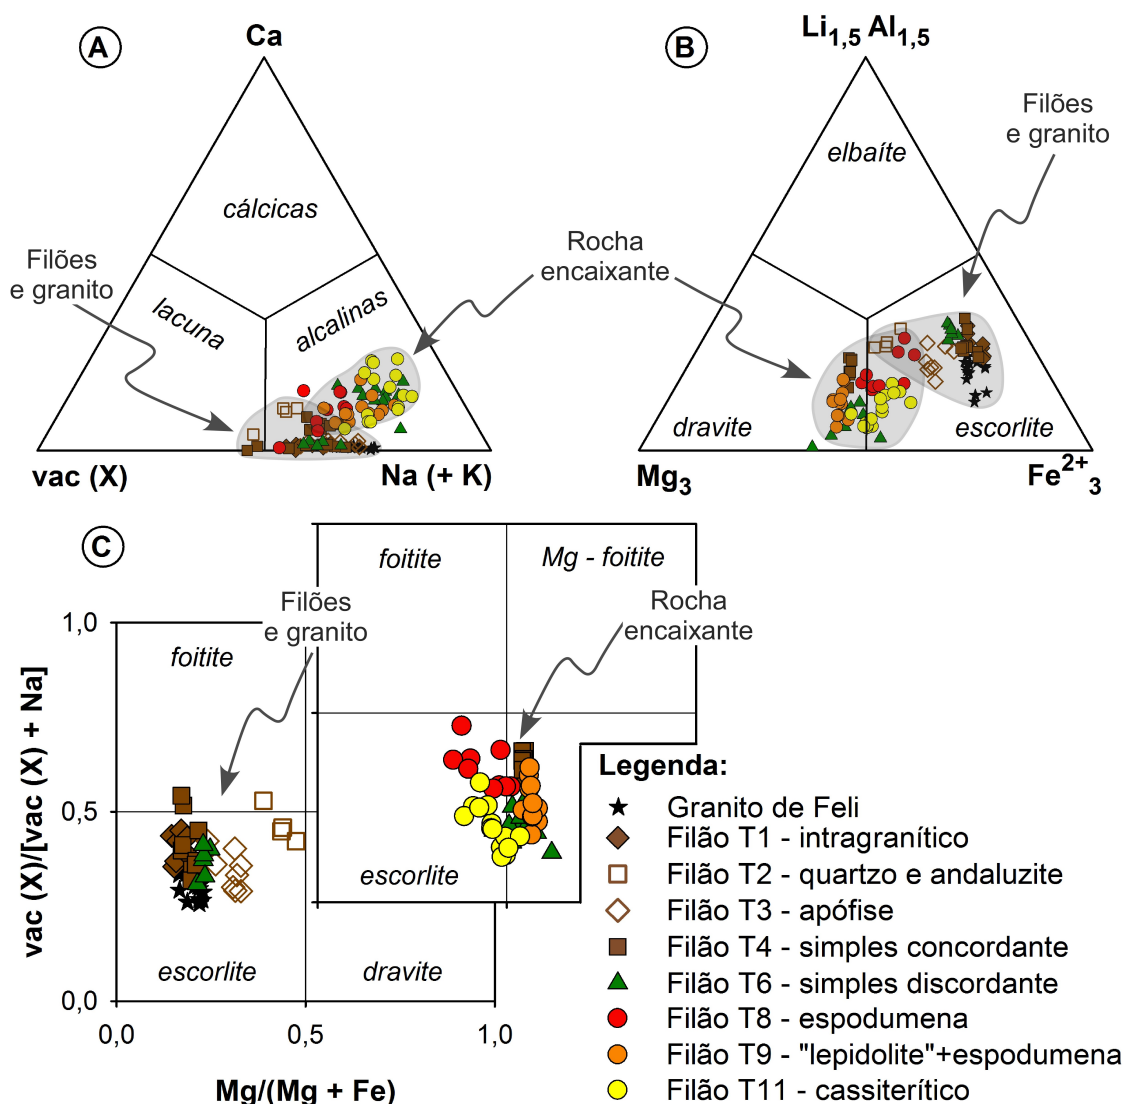 A
Ca
cálcicas
lacuna
alcalinas
Filões
e granito
vac (X)
Na (+ K)
B
Li1,5 Al1,5
elbaíte
Filões
e granito
Rocha
encaixante
dravite
escorlite
Mg3
Fe2+3
C
foitite
Mg - foitite
Filões
e granito
Rocha
encaixante
1,0
foitite
vac (X)/[vac (X) + Na]
0,5
escorlite
escorlite
dravite
0,0
0,0
0,5
1,0
Mg/(Mg + Fe)
Legenda:
Granito de Feli
Filão T1 - intragranítico
Filão T2 - quartzo e andaluzite
Filão T3 - apófise
Filão T4 - simples concordante
Filão T6 - simples discordante
Filão T8 - espodumena
Filão T9 - "lepidolite"+espodumena
Filão T11 - cassiterítico